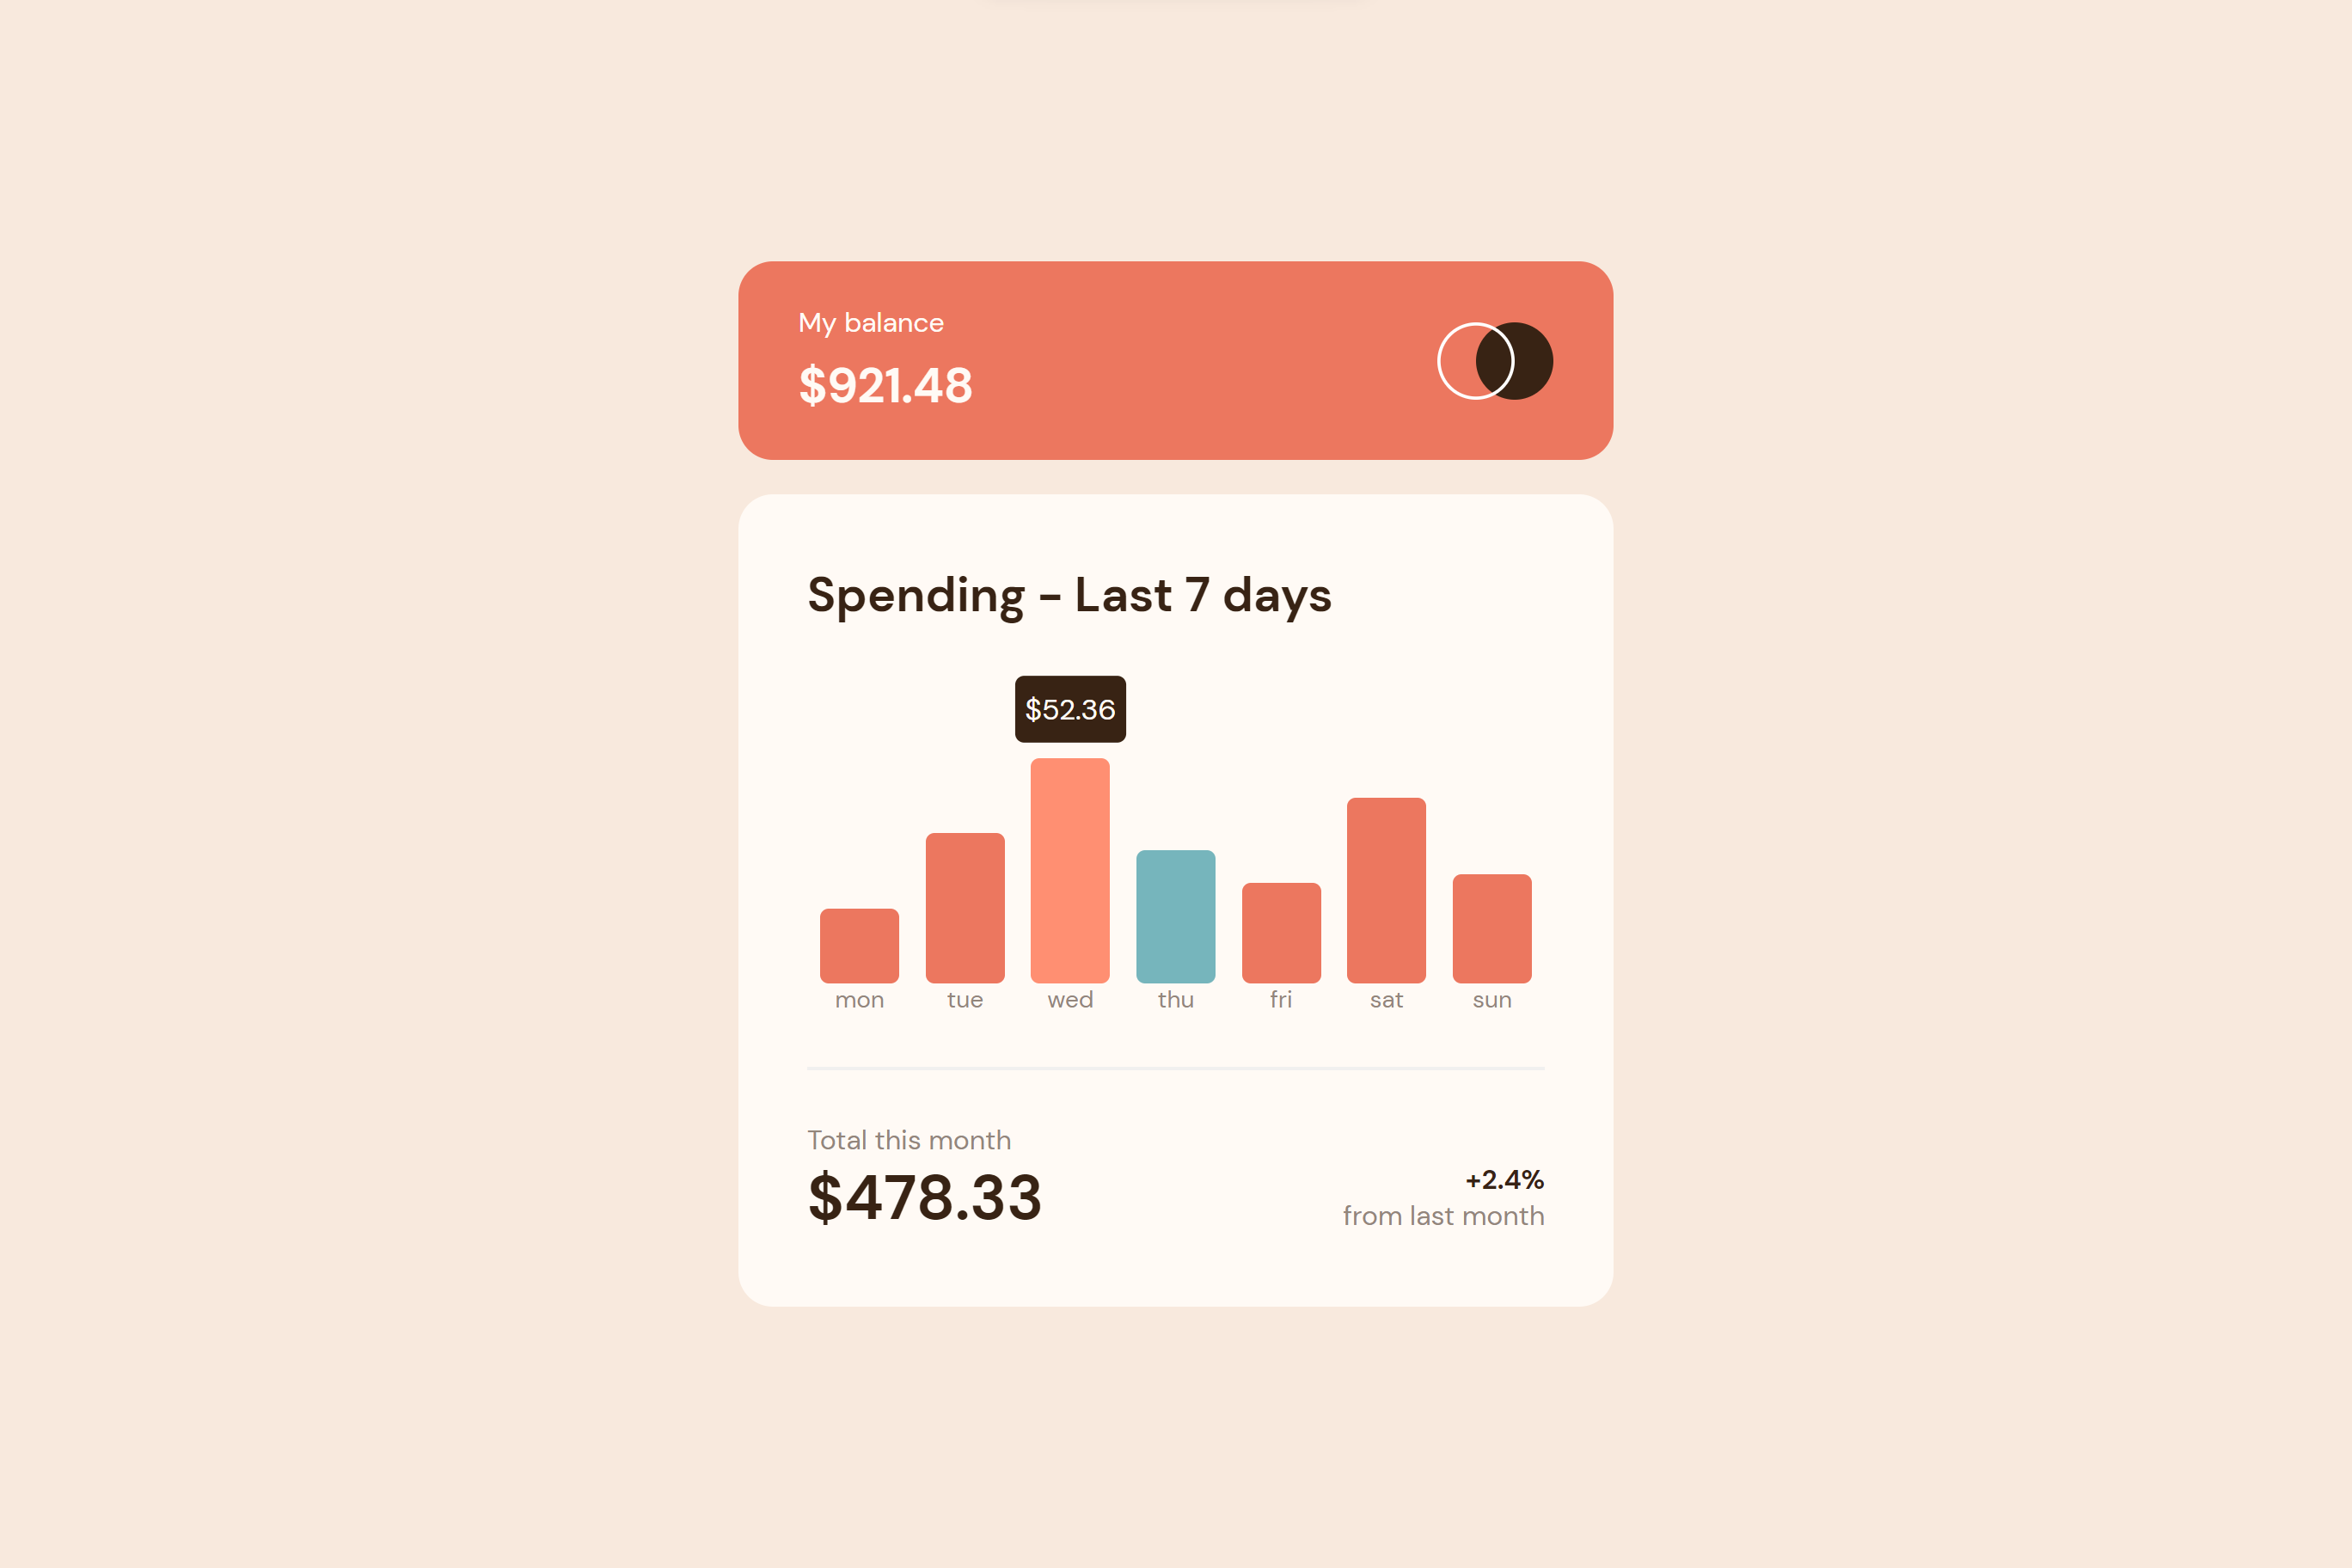 My balance
$921.48
Spending - Last 7 days
$52.36
mon tue wed thu fri sat sun
Total this month
$478.33
+2.4%
from last month